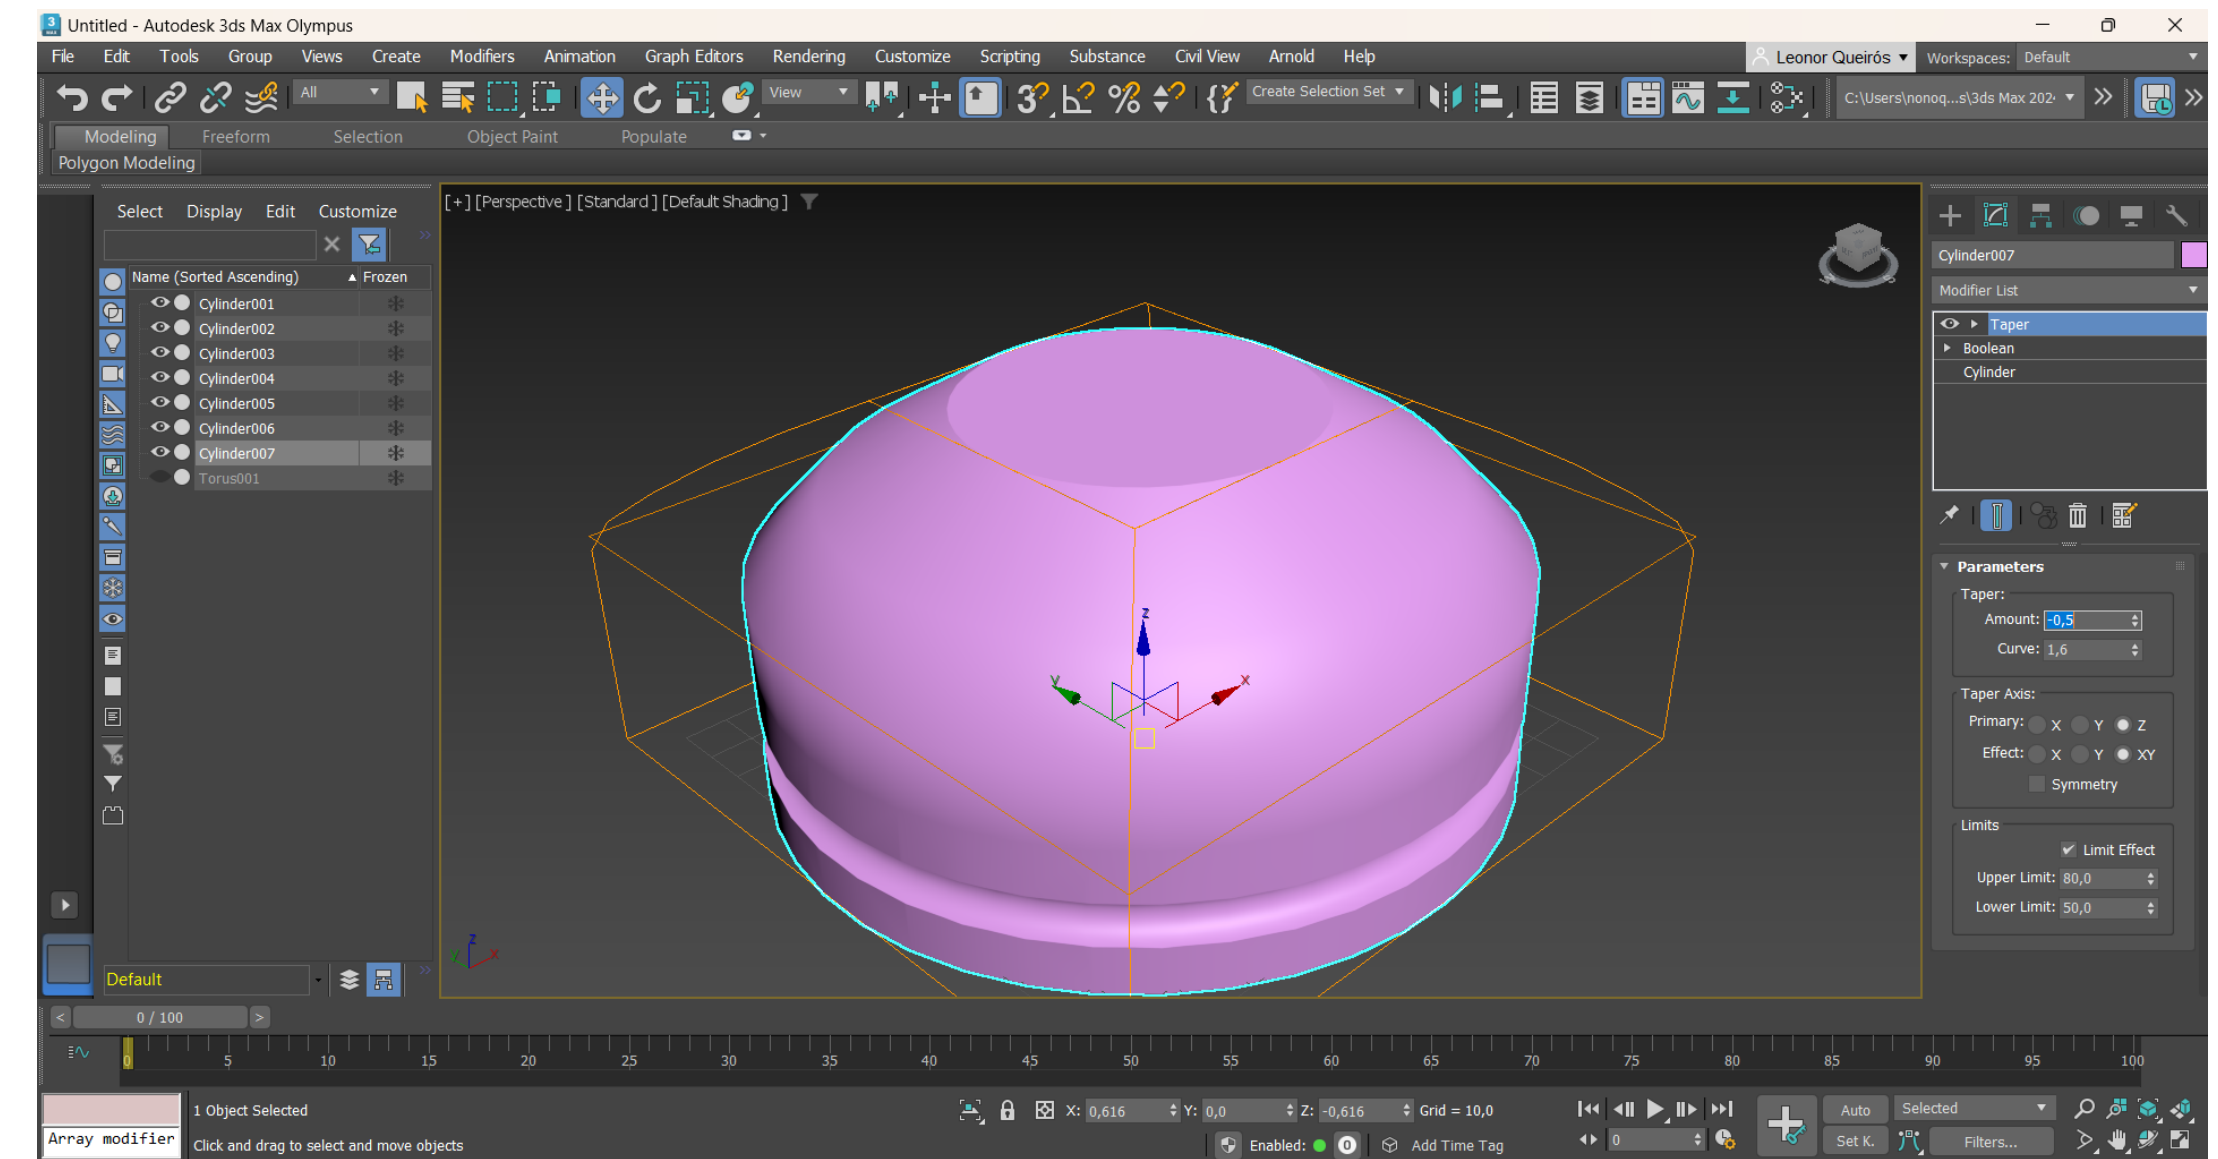 Untitled - Autodesk 3ds Max Olympus
File Edit Tools Group Views Create Modifiers Animation Graph Editors Rendering Customize Scripting Substance Civil View Arnold Help Leonor Queirós Workspaces: Default
All View Create Selection Set C:\Users\nonoq...s\3ds Max 202
Modeling Freeform Selection Object Paint Populate
Polygon Modeling
Select Display Edit Customize
Name (Sorted Ascending) Frozen
Cylinder001
Cylinder002
Cylinder003
Cylinder004
Cylinder005
Cylinder006
Cylinder007
Torus001
Default
[+] [Perspective ] [Standard ] [Default Shading ]
z
y
x
z
y
x
Cylinder007
Modifier List
Taper
Boolean
Cylinder
Parameters
Taper:
Amount: -0,5
Curve: 1,6
Taper Axis:
Primary: X Y Z
Effect: X Y XY
Symmetry
Limits
Limit Effect
Upper Limit: 80,0
Lower Limit: 50,0
< 0 / 100 >
0 5 10 15 20 25 30 35 40 45 50 55 60 65 70 75 80 85 90 95 100
1 Object Selected X: 0,616 Y: 0,0 Z: -0,616 Grid = 10,0 Auto Selected
Array modifier Click and drag to select and move objects Enabled: 0 Add Time Tag 0 Set K. Filters...